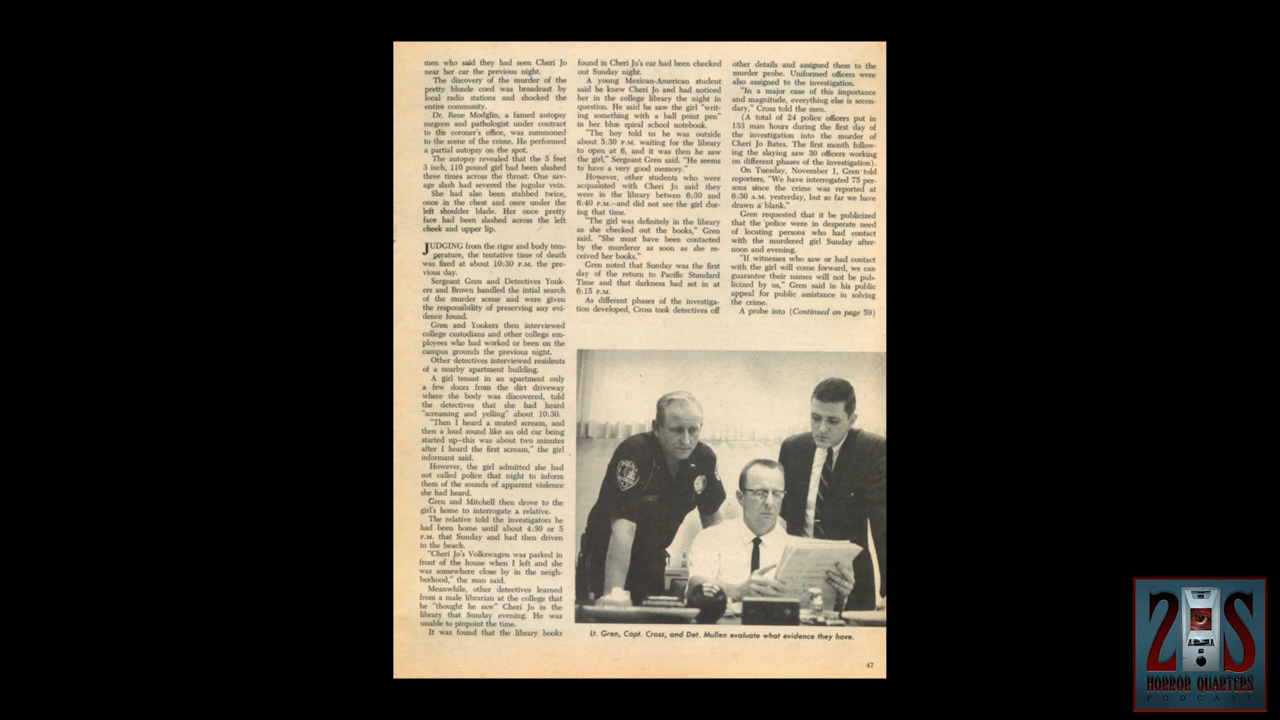 men who said they had seen Cheri Jo
near her car the previous night.
The discovery of the murder of the
pretty blonde coed was broadcast by
local radio stations and shocked the
entire community.
Dr. Rene Modglin, a famed autopsy
surgeon and pathologist under contract
to the coroner's office, was summoned
to the scene of the crime. He performed
a partial autopsy on the spot.
The autopsy revealed that the 5 feet
3 inch, 110 pound girl had been slashed
three times across the throat. One sav-
age slash had severed the jugular vein.
She had also been stabbed twice,
once in the chest and once under the
left shoulder blade. Her once pretty
face had been slashed across the left
cheek and upper lip.
JUDGING from the rigor and body tem-
perature, the tentative time of death
was fixed at about 10:30 P.M. the pre-
vious day.
Sergeant Gren and Detectives Yonk-
ers and Brown handled the intial search
of the murder scene and were given
the responsibility of preserving any evi-
dence found.
Gren and Yonkers then interviewed
college custodians and other college em-
ployees who had worked or been on the
campus grounds the previous night.
Other detectives interviewed residents
of a nearby apartment building.
A girl tenant in an apartment only
a few doors from the dirt driveway
where the body was discovered, told
the detectives that she had heard
"screaming and yelling" about 10:30.
"Then I heard a muted scream, and
then a loud sound like an old car being
started up—this was about two minutes
after I heard the first scream," the girl
informant said.
However, the girl admitted she had
not called police that night to inform
them of the sounds of apparent violence
she had heard.
Gren and Mitchell then drove to the
girl's home to interrogate a relative.
The relative told the investigators he
had been home until about 4:30 or 5
P.M. that Sunday and had then driven
to the beach.
"Cheri Jo's Volkswagen was parked in
front of the house when I left and she
was somewhere close by in the neigh-
borhood," the man said.
Meanwhile, other detectives learned
from a male librarian at the college that
he "thought he saw" Cheri Jo in the
library that Sunday evening. He was
unable to pinpoint the time.
It was found that the library books
found in Cheri Jo's car had been checked
out Sunday night.
A young Mexican-American student
said he knew Cheri Jo and had noticed
her in the college library the night in
question. He said he saw the girl "writ-
ing something with a ball point pen"
in her blue spiral school notebook.
"The boy told us he was outside
about 5:30 P.M. waiting for the library
to open at 6, and it was then he saw
the girl," Sergeant Gren said. "He seems
to have a very good memory."
However, other students who were
acquainted with Cheri Jo said they
were in the library betwen 6:30 and
6:40 P.M.—and did not see the girl dur-
ing that time.
"The girl was definitely in the library
as she checked out the books," Gren
said. "She must have been contacted
by the murderer as soon as she re-
ceived her books."
Gren noted that Sunday was the first
day of the return to Pacific Standard
Time and that darkness had set in at
6:15 P.M.
As different phases of the investiga-
tion developed, Cross took detectives off
other details and assigned them to the
murder probe. Uniformed officers were
also assigned to the investigation.
"In a major case of this importance
and magnitude, everything else is secon-
dary," Cross told the men.
(A total of 24 police officers put in
133 man hours during the first day of
the investigation into the murder of
Cheri Jo Bates. The first month follow-
ing the slaying saw 30 officers working
on different phases of the investigation).
On Tuesday, November 1, Gren told
reporters, "We have interrogated 75 per-
sons since the crime was reported at
6:30 A.M. yesterday, but so far we have
drawn a blank."
Gren requested that it be publicized
that the police were in desperate need
of locating persons who had contact
with the murdered girl Sunday after-
noon and evening.
"If witnesses who saw or had contact
with the girl will come forward, we can
guarantee their names will not be pub-
licized by us," Gren said in his public
appeal for public assistance in solving
the crime.
A probe into (Continued on page 59)
Lt. Gren, Capt. Cross, and Det. Mullen evaluate what evidence they have.
47
HORROR QUARTERS
PODCAST